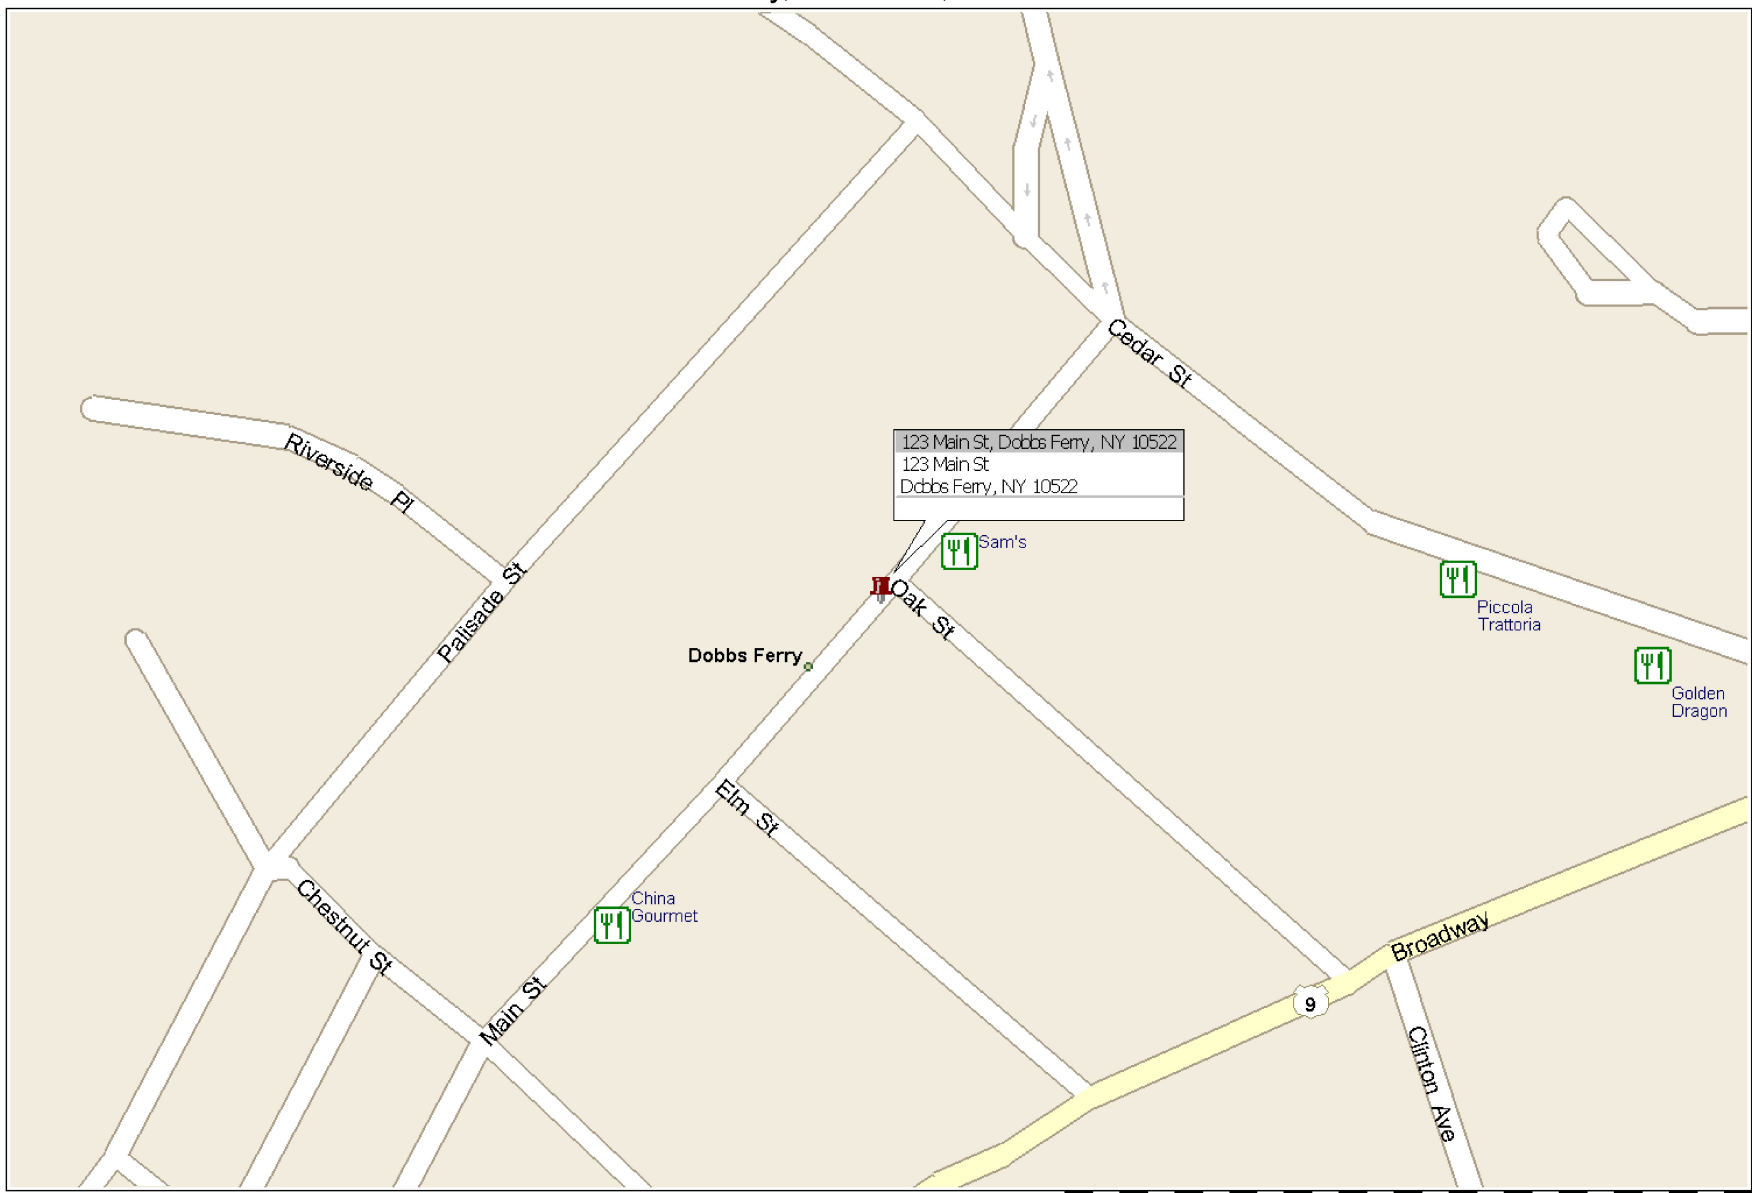 Cedar St
Riverside Pl
123 Main St, Dobbs Ferry, NY 10522
123 Main St
Dobbs Ferry, NY 10522
Sam's
Palisade St
Oak St
Piccola
Trattoria
Dobbs Ferry
Golden
Dragon
Elm St
Chestnut St
China
Gourmet
Broadway
Main St
9
Clinton Ave